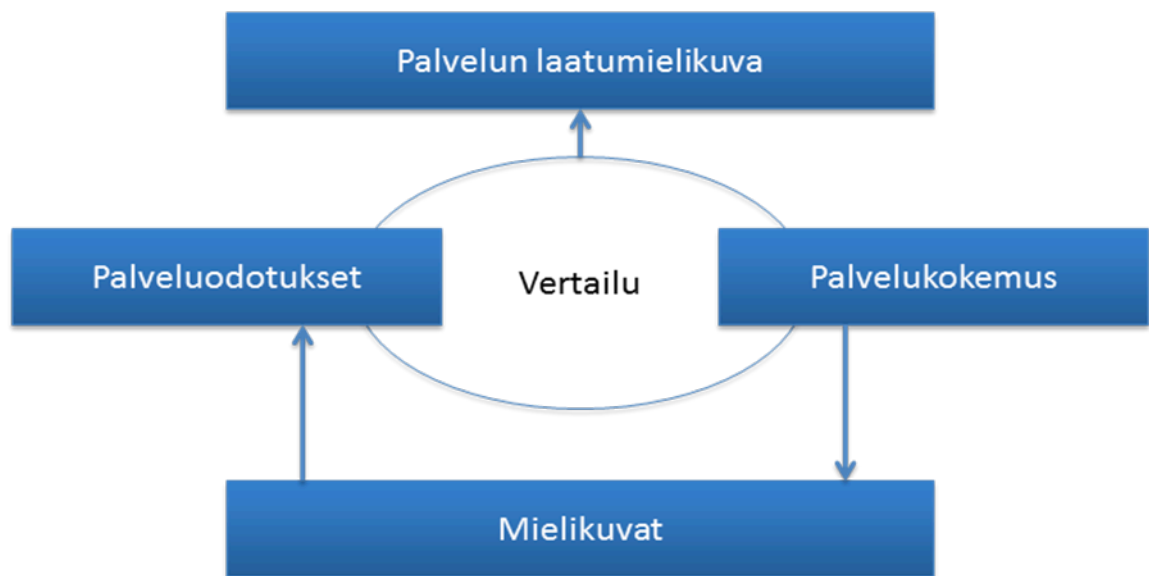 Palvelun laatumielikuva
Palveluodotukset
Vertailu
Palvelukokemus
Mielikuvat